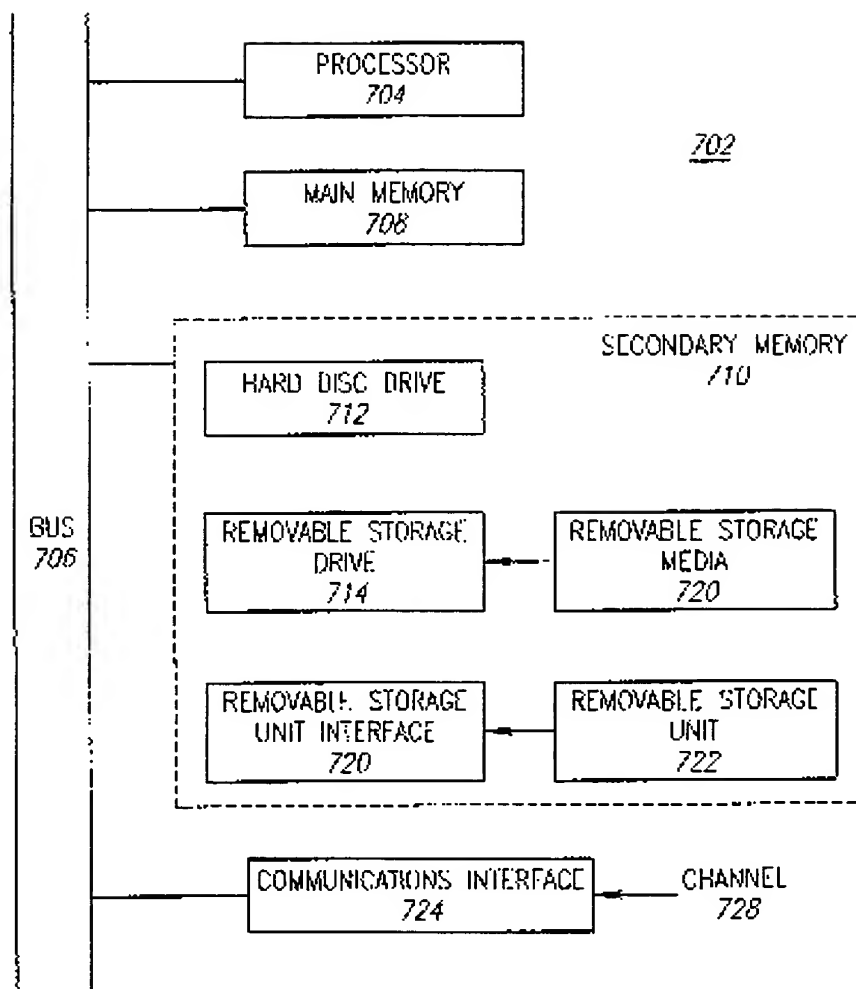 PROCESSOR
704
702
MAIN MEMORY
708
SECONDARY MEMORY
710
HARD DISC DRIVE
712
BUS
706
REMOVABLE STORAGE
DRIVE
714
REMOVABLE STORAGE
MEDIA
720
REMOVABLE STORAGE
UNIT INTERFACE
720
REMOVABLE STORAGE
UNIT
722
COMMUNICATIONS INTERFACE
724
CHANNEL
728